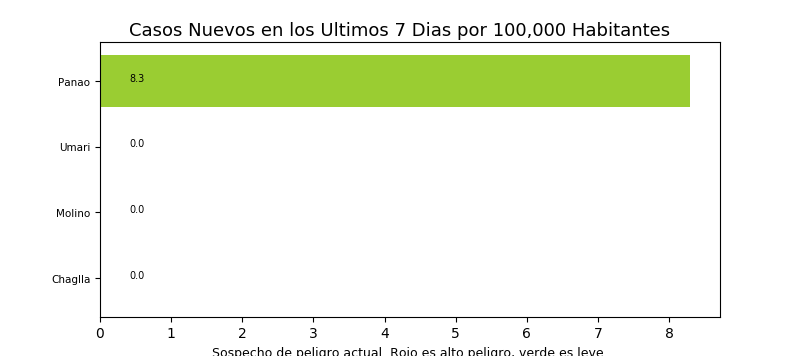 Casos Nuevos en los Ultimos 7 Dias por 100,000 Habitantes
Panao 8.3
Umari 0.0
Molino 0.0
Chaglla 0.0
0 1 2 3 4 5 6 7 8
Sospecho de peligro actual. Rojo es alto peligro, verde es leve